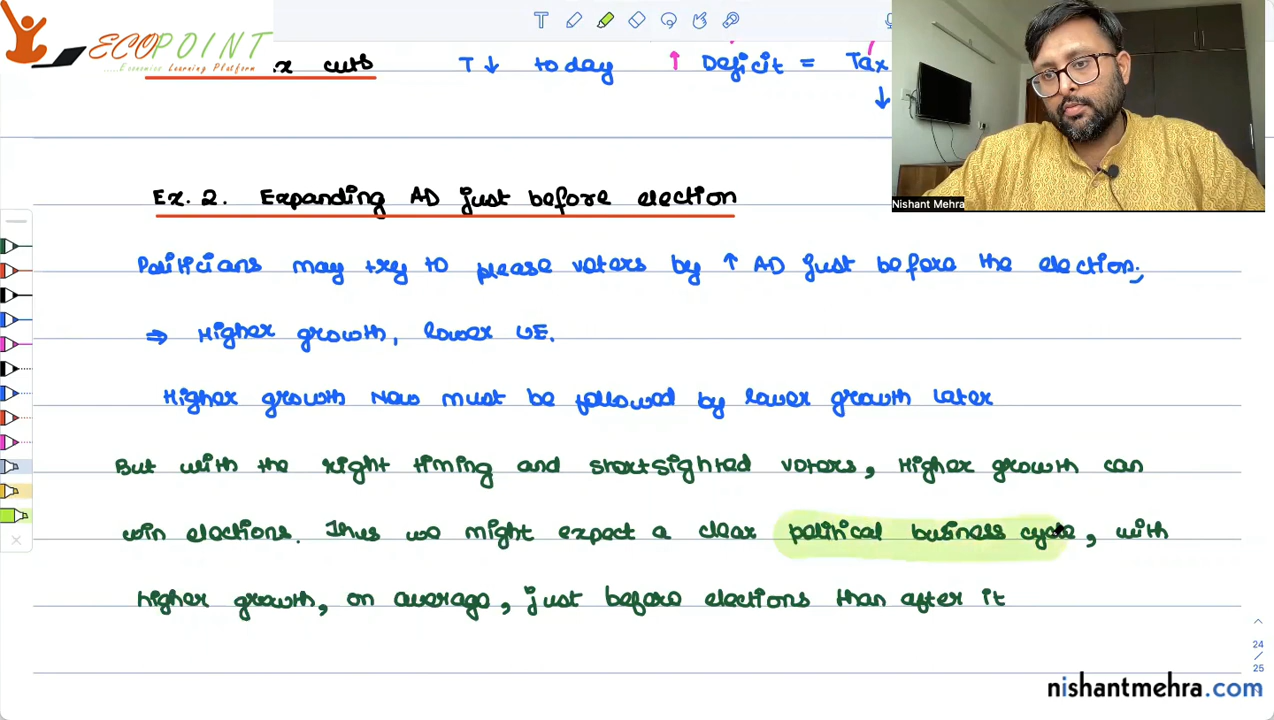 ECOPOINT
....Economics Learning Platform
x cuts
T↓ today ↑ Deficit = Tax
↓
Nishant Mehra
Ex. 2. Expanding AD just before election
Politicians may try to please voters by ↑ AD just before the election,
⇒ Higher growth, lower UE.
Higher growth Now must be followed by lower growth later
But with the right timing and shortsighted voters, Higher growth can
win elections. Thus we might expect a clear political business cycle, with
higher growth, on average, just before elections than after it
24
/
25
nishantmehra.com